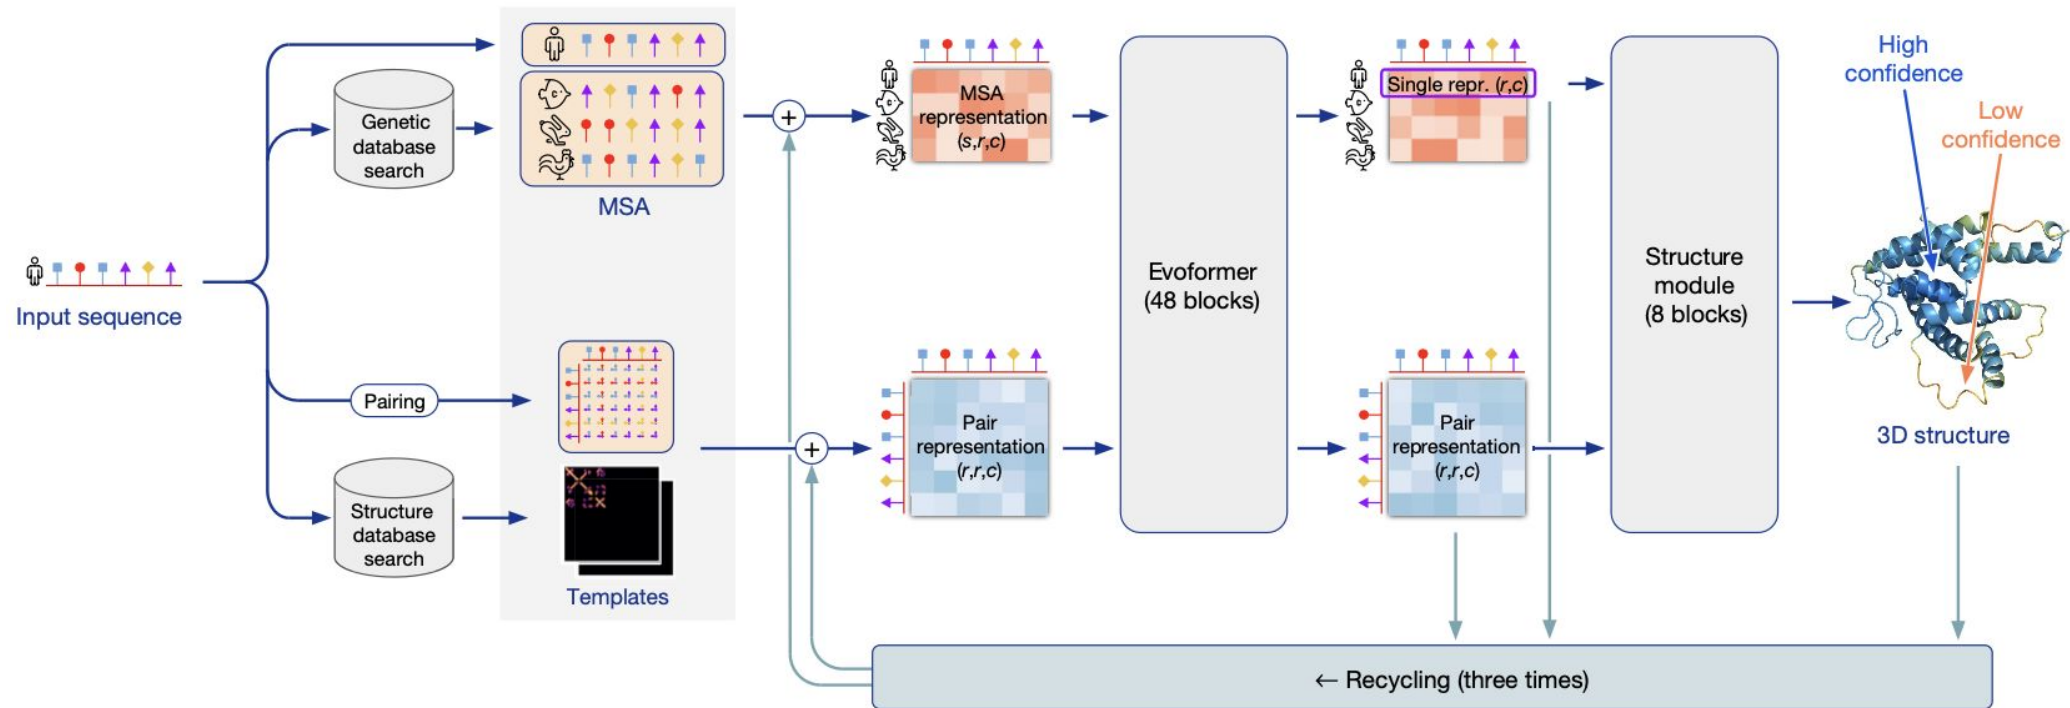 Input sequence
Genetic
database
search
Pairing
Structure
database
search
MSA
Templates
+
+
MSA
representation
(s,r,c)
Pair
representation
(r,r,c)
Evoformer
(48 blocks)
Single repr. (r,c)
Pair
representation
(r,r,c)
Structure
module
(8 blocks)
High
confidence
Low
confidence
3D structure
← Recycling (three times)